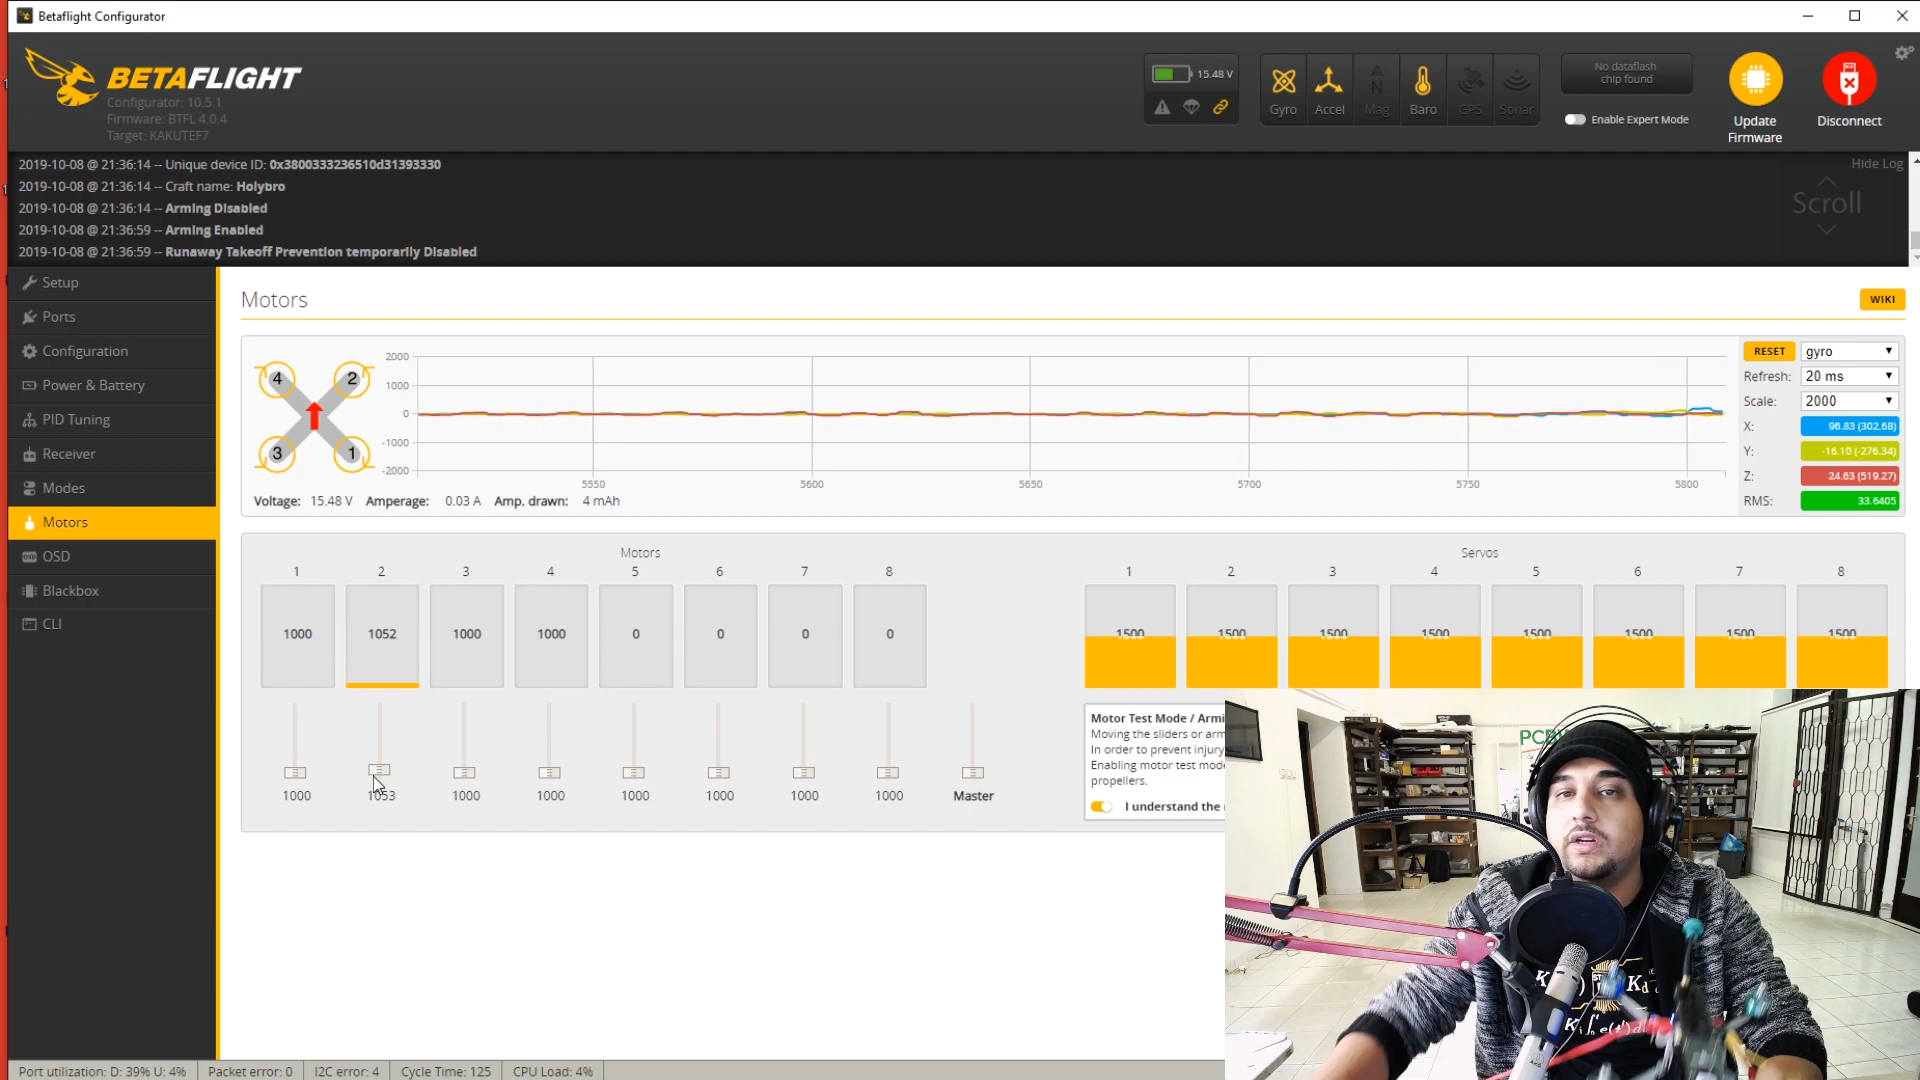 Betaflight Configurator
BETAFLIGHT
Configurator: 10.5.1
Firmware: BTFL 4.0.4
Target: KAKUTEF7
15.48 V
Gyro Accel Mag Baro GPS Sonar
No dataflash
chip found
Enable Expert Mode
Update
Firmware
Disconnect
Hide Log
Scroll
2019-10-08 @ 21:36:14 -- Unique device ID: 0x3800333236510d31393330
2019-10-08 @ 21:36:14 -- Craft name: Holybro
2019-10-08 @ 21:36:14 -- Arming Disabled
2019-10-08 @ 21:36:59 -- Arming Enabled
2019-10-08 @ 21:36:59 -- Runaway Takeoff Prevention temporarily Disabled
Setup
Ports
Configuration
Power & Battery
PID Tuning
Receiver
Modes
Motors
OSD
Blackbox
CLI
Motors
WIKI
4 2
3 1
2000
1000
0
-1000
-2000
5550 5600 5650 5700 5750 5800
RESET gyro
Refresh: 20 ms
Scale: 2000
X: 96.83 (302.68)
Y: -16.10 (-276.34)
Z: 24.63 (519.27)
RMS: 33.6405
Voltage: 15.48 V Amperage: 0.03 A Amp. drawn: 4 mAh
Motors
1 2 3 4 5 6 7 8
1000 1052 1000 1000 0 0 0 0
1000 1053 1000 1000 1000 1000 1000 1000 Master
Servos
1 2 3 4 5 6 7 8
1500 1500 1500 1500 1500 1500 1500 1500
Motor Test Mode / Armi
Moving the sliders or arm
In order to prevent injury
Enabling motor test mode
propellers.
I understand the
PCB
Port utilization: D: 39% U: 4% Packet error: 0 I2C error: 4 Cycle Time: 125 CPU Load: 4%